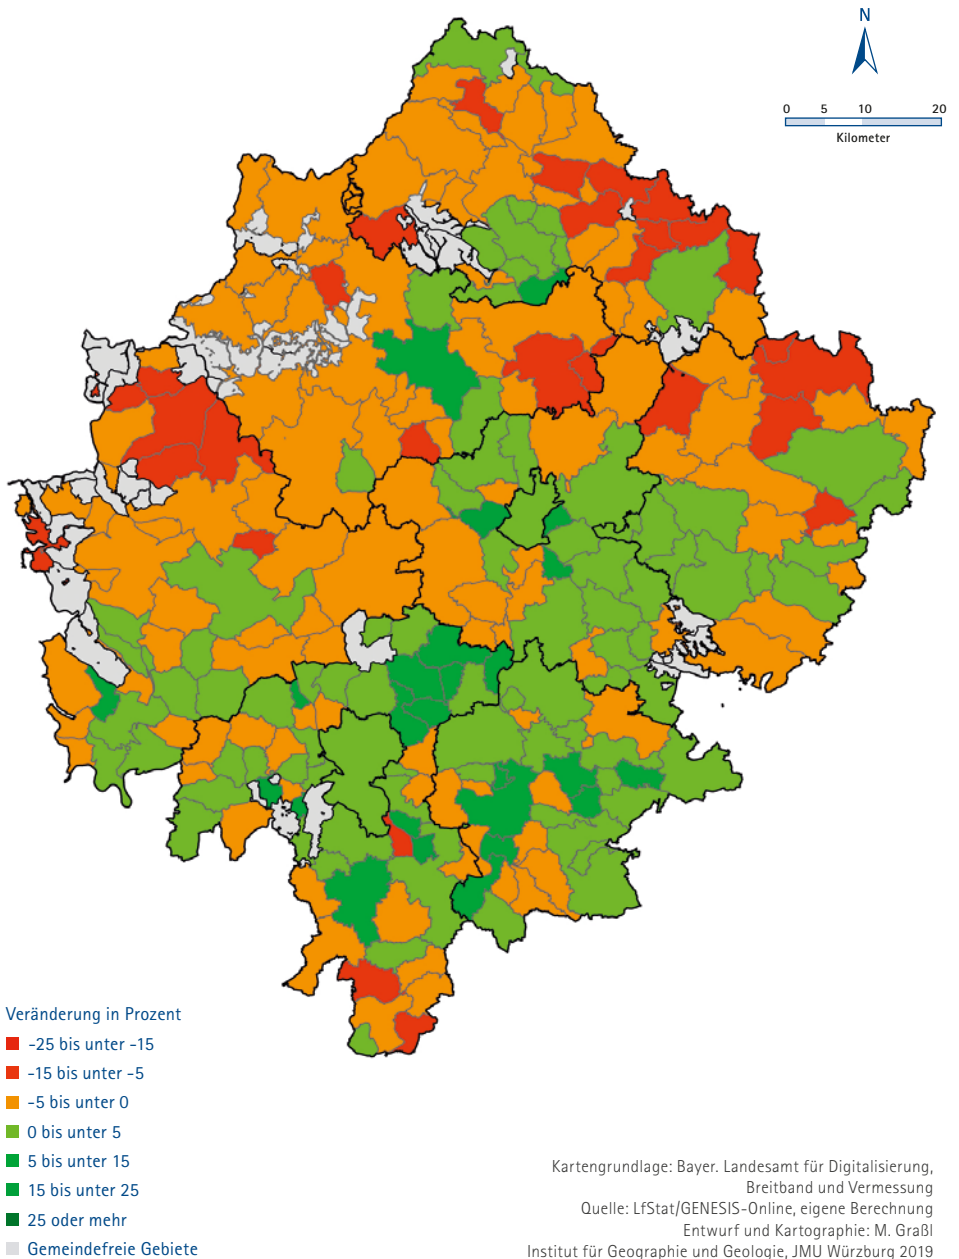 N
0 5 10 20
Kilometer
Veränderung in Prozent
-25 bis unter -15
-15 bis unter -5
-5 bis unter 0
0 bis unter 5
5 bis unter 15
15 bis unter 25
25 oder mehr
Gemeindefreie Gebiete
Kartengrundlage: Bayer. Landesamt für Digitalisierung,
Breitband und Vermessung
Quelle: LfStat/GENESIS-Online, eigene Berechnung
Entwurf und Kartographie: M. Graßl
Institut für Geographie und Geologie, JMU Würzburg 2019